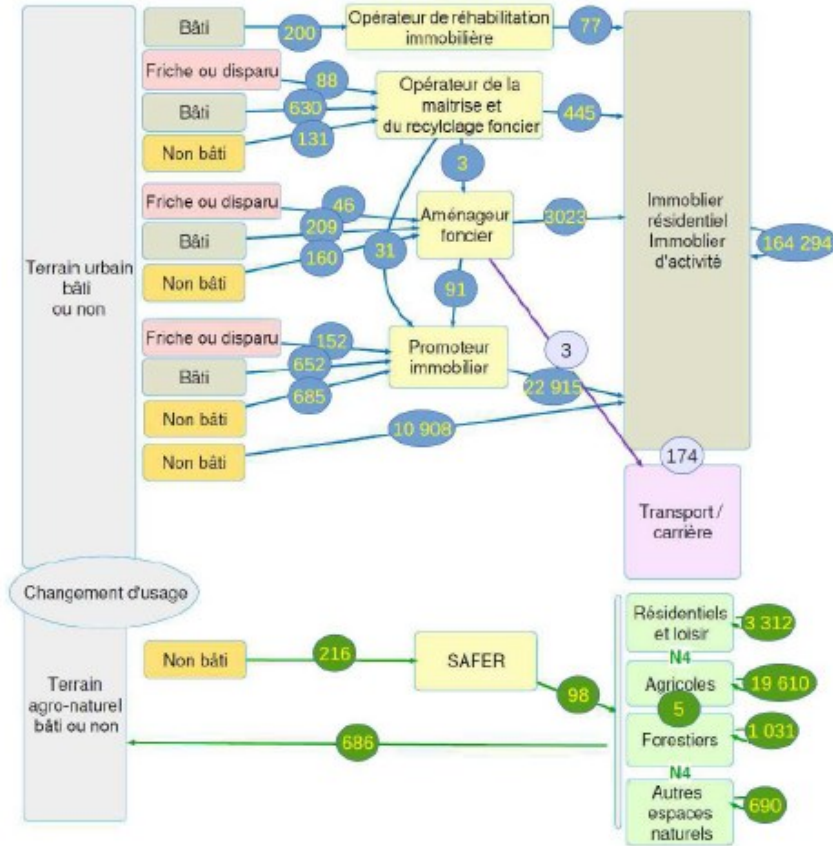 Bâti
200
Opérateur de réhabilitation
immobilière
77
Friche ou disparu
88
Bâti
630
Non bâti
131
Opérateur de la
maitrise et
du recylclage foncier
445
3
Friche ou disparu
46
Bâti
209
Non bâti
160
31
Aménageur
foncier
3023
91
Immoblier
résidentiel
Immoblier
d'activité
164 294
Terrain urbain
bâti
ou non
Friche ou disparu
152
Bâti
652
Non bâti
685
Promoteur
immobilier
22 915
3
Non bâti
10 908
174
Transport /
carrière
Changement d'usage
Terrain
agro-naturel
bâti ou non
Non bâti
216
SAFER
98
686
Résidentiels
et loisir
3 312
N4
Agricoles
19 610
5
Forestiers
1 031
N4
Autres
espaces
naturels
690